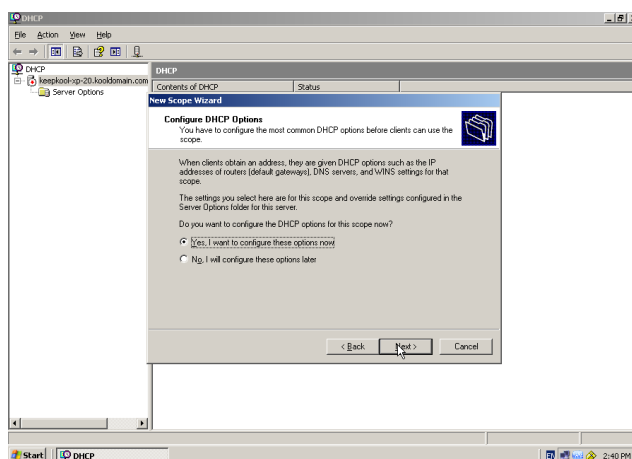 DHCP
File Action View Help
DHCP
keepkool-xp-20.kooldomain.com
Server Options
DHCP
Contents of DHCP Status
New Scope Wizard
Configure DHCP Options
You have to configure the most common DHCP options before clients can use the
scope.
When clients obtain an address, they are given DHCP options such as the IP
addresses of routers (default gateways), DNS servers, and WINS settings for that
scope.
The settings you select here are for this scope and override settings configured in the
Server Options folder for this server.
Do you want to configure the DHCP options for this scope now?
Yes, I want to configure these options now
No, I will configure these options later
< Back Next > Cancel
Start DHCP EN 2:40 PM